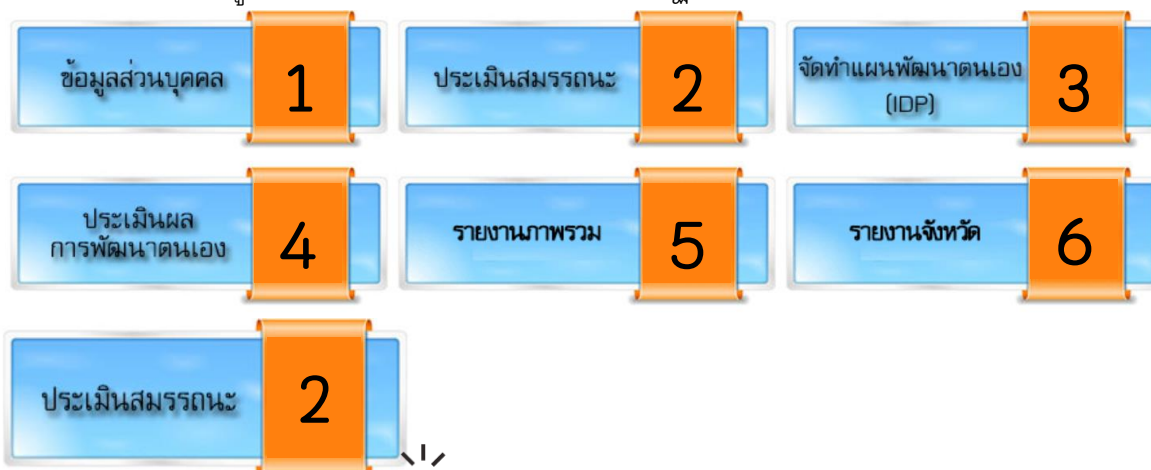 ข้อมูลส่วนบุคคล 1
ประเมินสมรรถนะ 2
จัดทำแผนพัฒนาตนเอง
(IDP) 3
ประเมินผล
การพัฒนาตนเอง 4
รายงานภาพรวม 5
รายงานจังหวัด 6
ประเมินสมรรถนะ 2